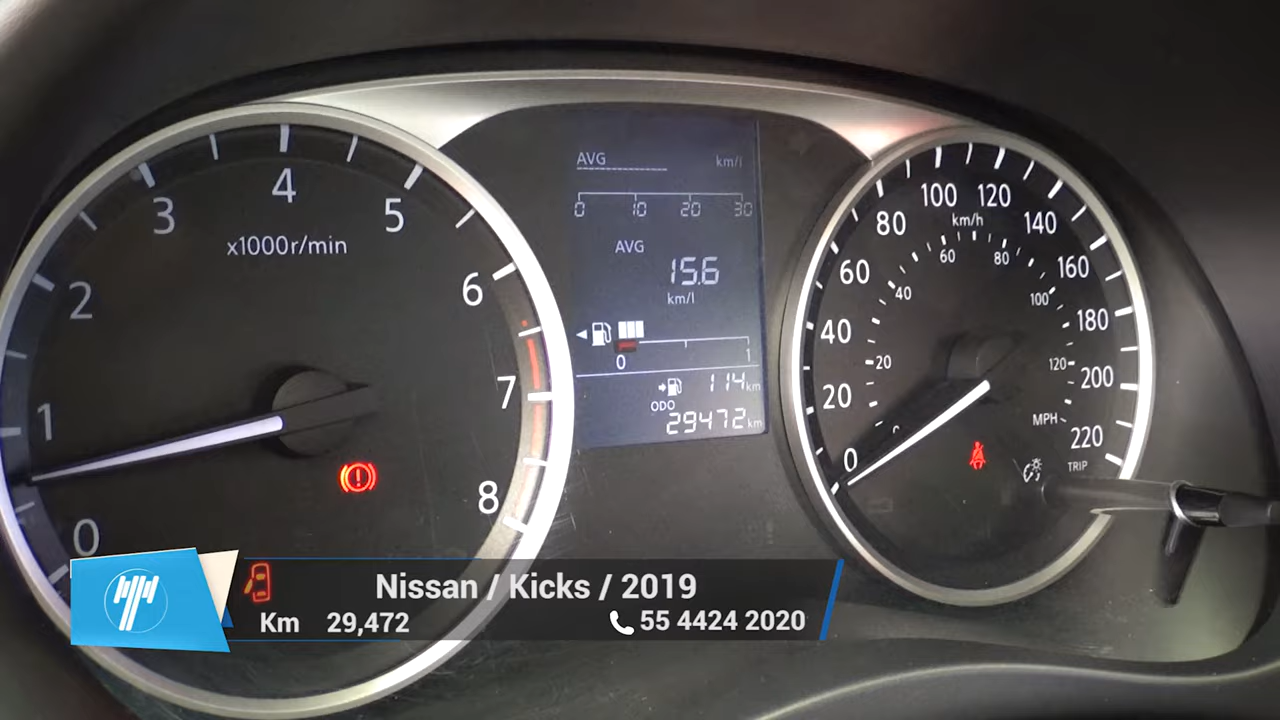 0
1
2
3
4
5
6
7
8
x1000r/min
AVG km/l
0 10 20 30
AVG
15.6
km/l
0 1
114km
ODO
29472km
0
20
40
60
80
100
120
140
160
180
200
220
km/h
20
40
60
80
100
120
MPH
TRIP
Nissan / Kicks / 2019
Km 29,472
55 4424 2020